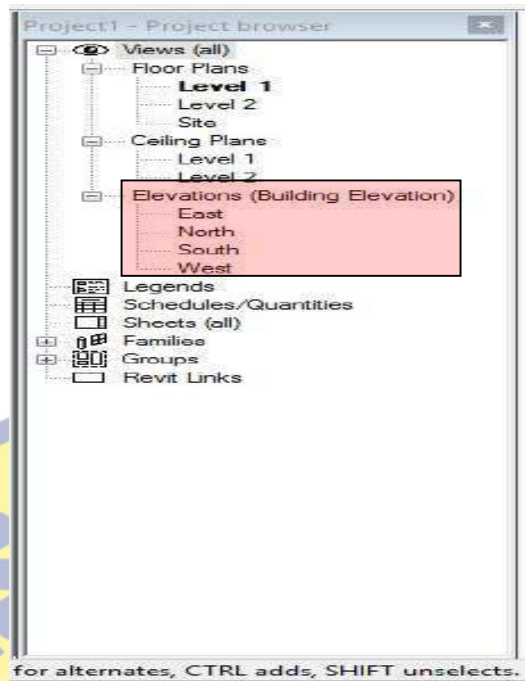 Project1 - Project browser
Views (all)
Floor Plans
Level 1
Level 2
Site
Ceiling Plans
Level 1
Level 2
Elevations (Building Elevation)
East
North
South
West
Legends
Schedules/Quantities
Sheets (all)
Families
Groups
Revit Links
for alternates, CTRL adds, SHIFT unselects.